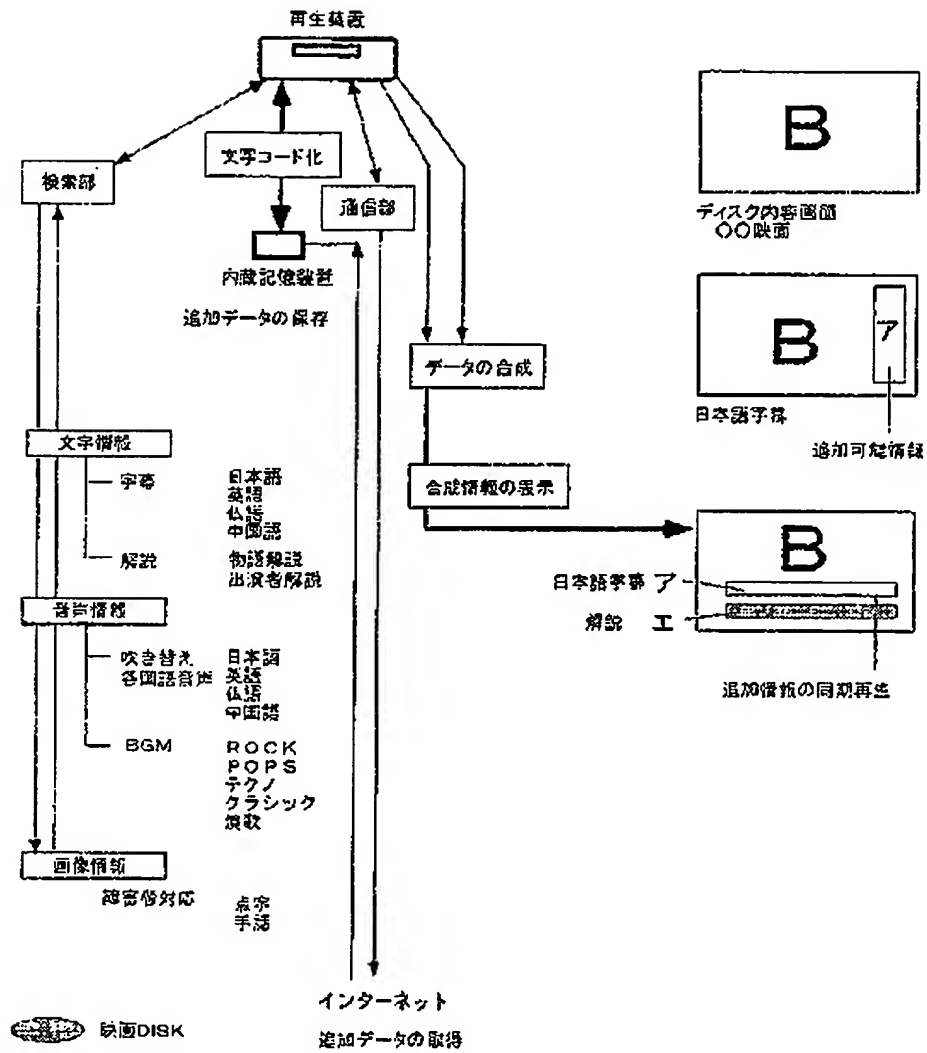 再生装置
文字コード化
検索部
通信部
内蔵記憶装置
追加データの保存
データの合成
合成情報の表示
文字情報
字幕
日本語
英語
仏語
中国語
解説
物語解説
出演者解説
音声情報
吹き替え
各国語音声
日本語
英語
仏語
中国語
BGM
ROCK
POPS
テクノ
クラシック
演歌
画像情報
障害者対応
点字
手話
インターネット
追加データの取得
映画DISK
B
ディスク内容画面
〇〇映画
B
ア
日本語字幕
追加可能情報
B
日本語字幕 ア
解説 エ
追加情報の同期再生